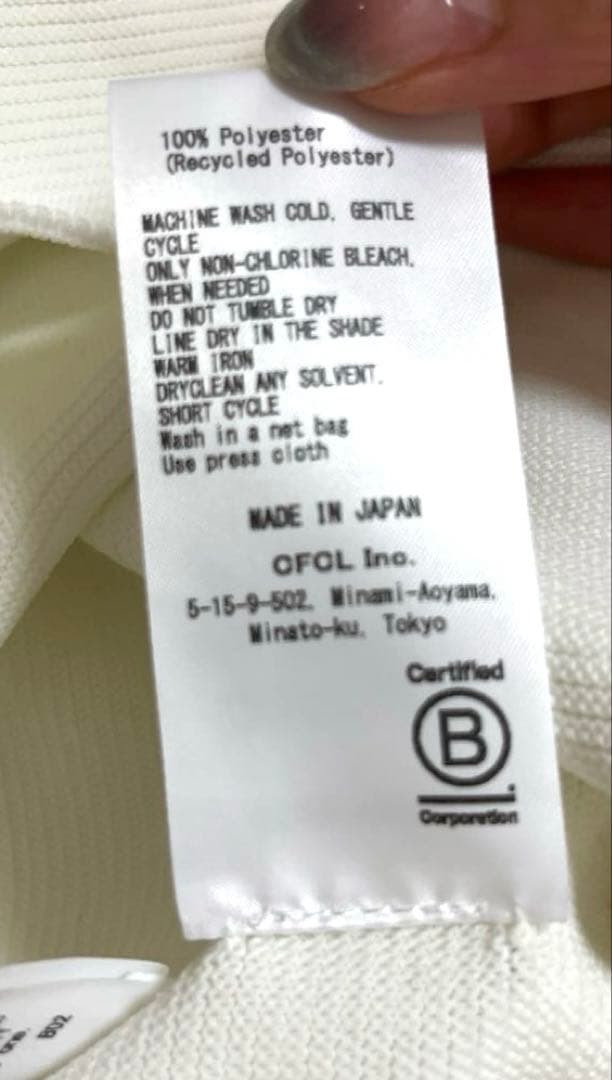 100% Polyester
(Recycled Polyester)
MACHINE WASH COLD, GENTLE
CYCLE
ONLY NON-CHLORINE BLEACH,
WHEN NEEDED
DO NOT TUMBLE DRY
LINE DRY IN THE SHADE
WARM IRON
DRYCLEAN ANY SOLVENT,
SHORT CYCLE
Wash in a net bag
Use press cloth
MADE IN JAPAN
CFCL Inc.
5-15-9-502, Minami-Aoyama,
Minato-ku, Tokyo
Certified
B
Corporation
B02